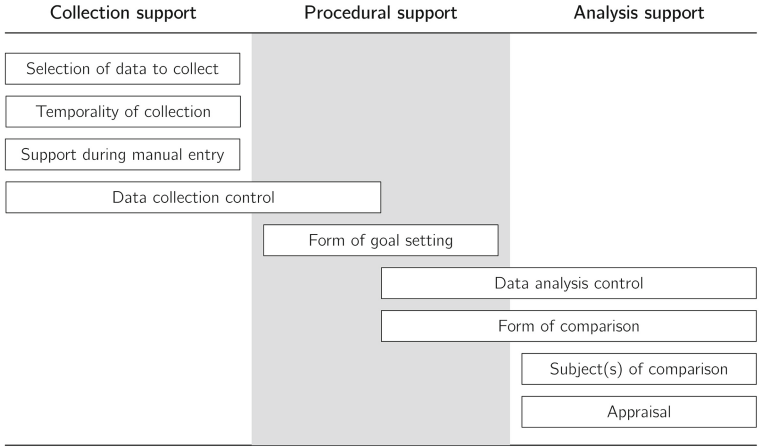 Collection support
Procedural support
Analysis support
Selection of data to collect
Temporality of collection
Support during manual entry
Data collection control
Form of goal setting
Data analysis control
Form of comparison
Subject(s) of comparison
Appraisal